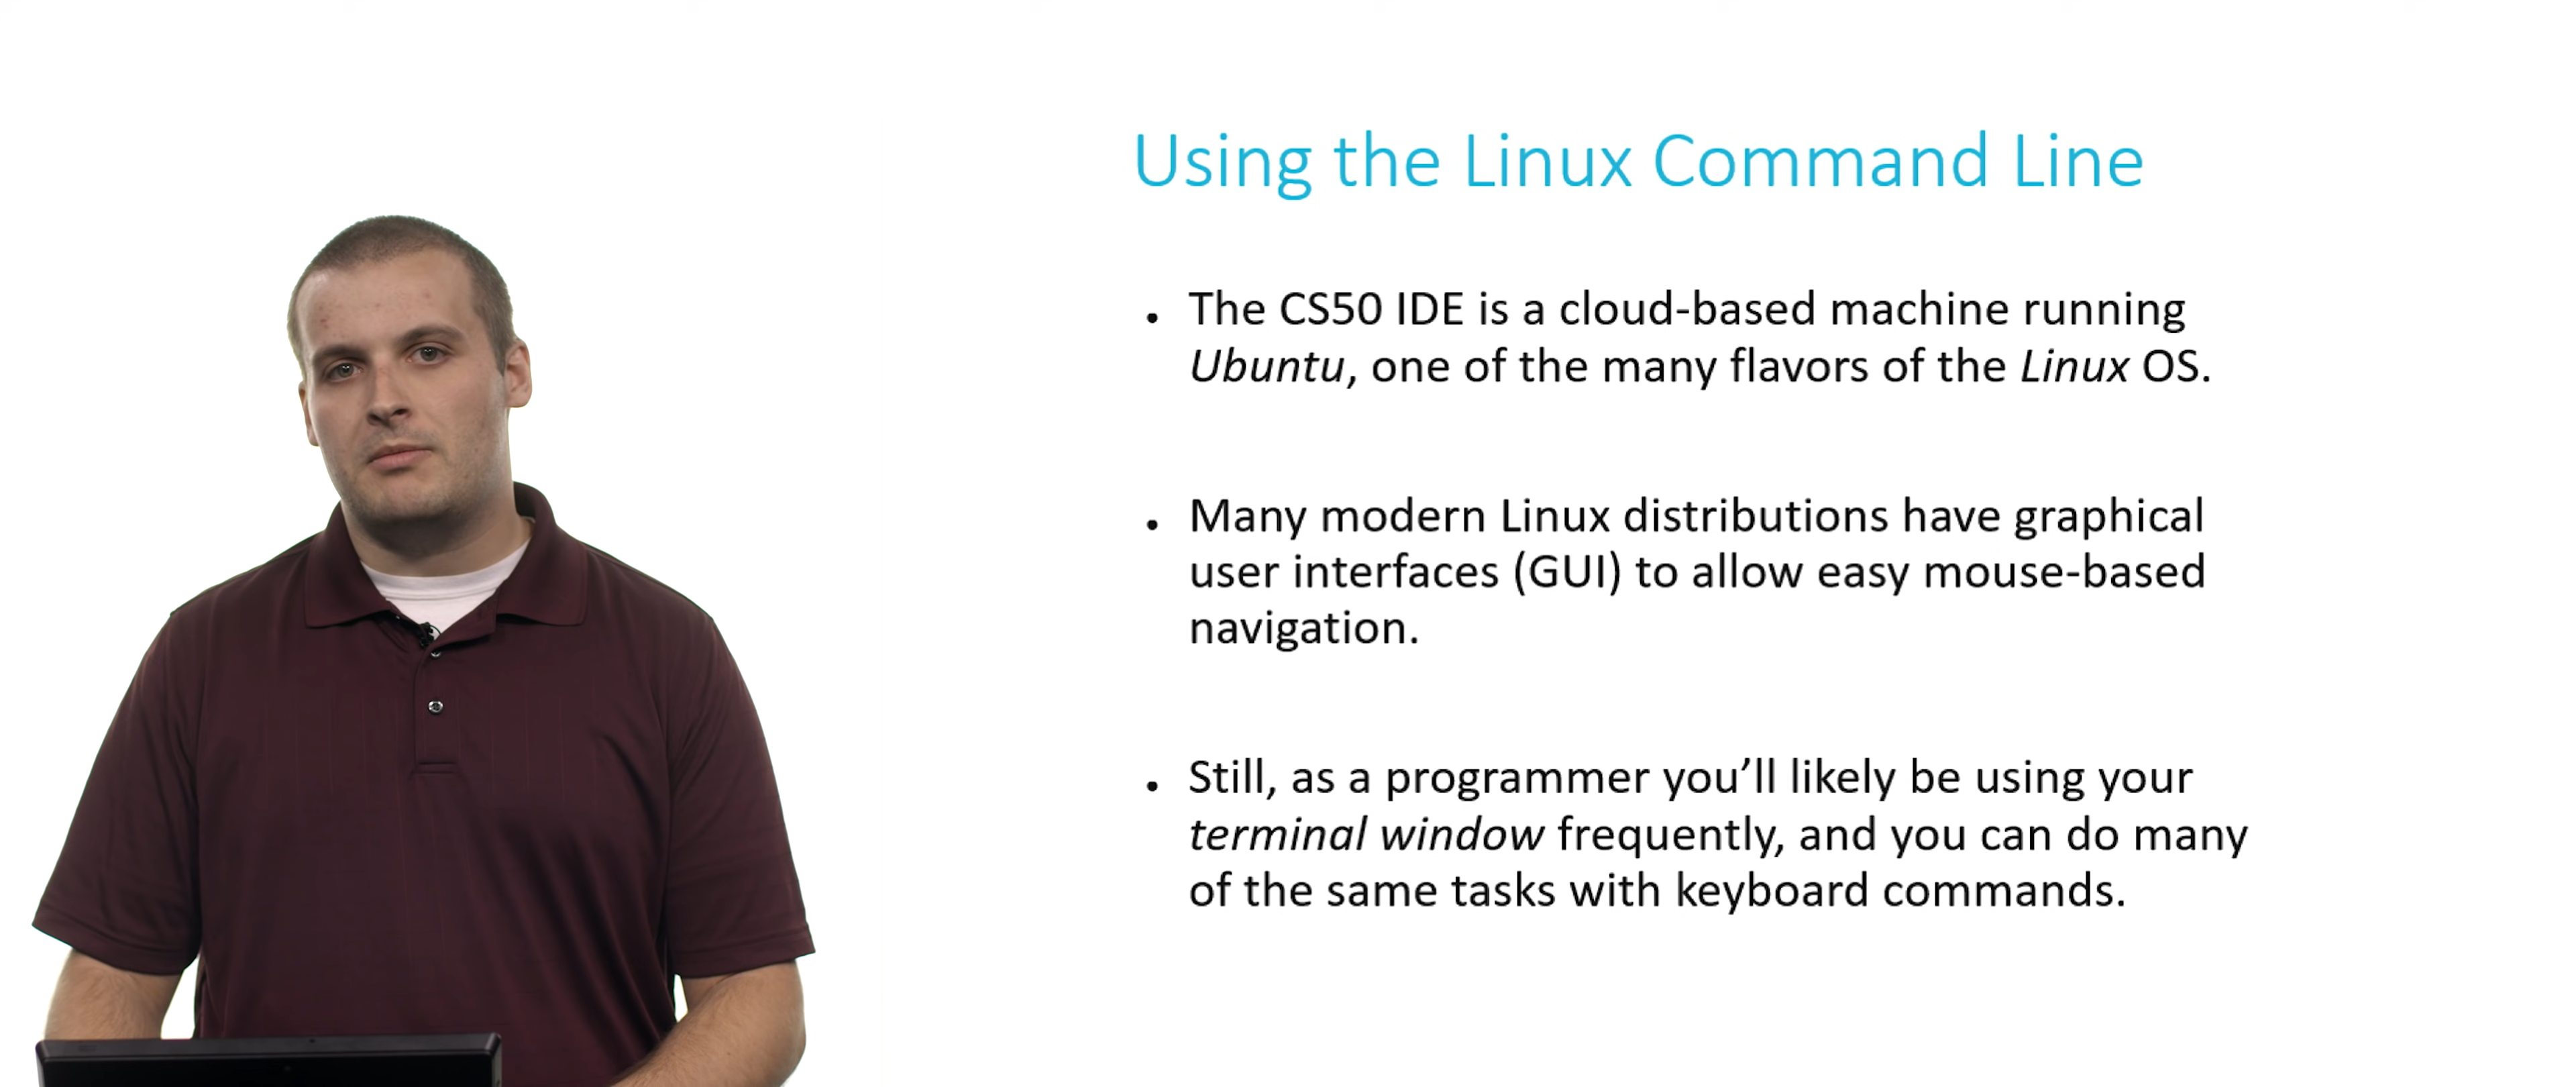 Using the Linux Command Line
• The CS50 IDE is a cloud-based machine running
Ubuntu, one of the many flavors of the Linux OS.
• Many modern Linux distributions have graphical
user interfaces (GUI) to allow easy mouse-based
navigation.
• Still, as a programmer you’ll likely be using your
terminal window frequently, and you can do many
of the same tasks with keyboard commands.